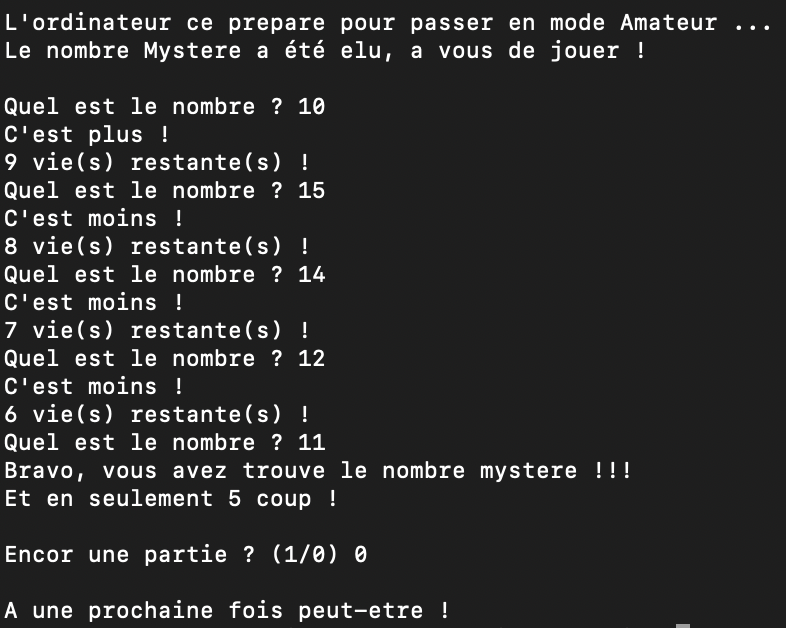 L'ordinateur ce prepare pour passer en mode Amateur ...
Le nombre Mystere a été elu, a vous de jouer !
Quel est le nombre ? 10
C'est plus !
9 vie(s) restante(s) !
Quel est le nombre ? 15
C'est moins !
8 vie(s) restante(s) !
Quel est le nombre ? 14
C'est moins !
7 vie(s) restante(s) !
Quel est le nombre ? 12
C'est moins !
6 vie(s) restante(s) !
Quel est le nombre ? 11
Bravo, vous avez trouve le nombre mystere !!!
Et en seulement 5 coup !
Encor une partie ? (1/0) 0
A une prochaine fois peut-etre !